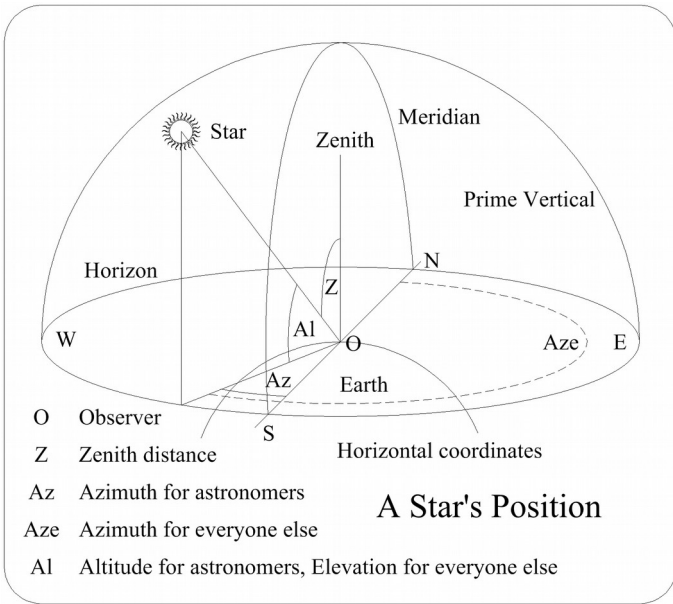 Meridian
Star
Zenith
Prime Vertical
N
Horizon
Z
Al
W
O
Aze
E
Az
Earth
S
Horizontal coordinates
O Observer
Z Zenith distance
Az Azimuth for astronomers
Aze Azimuth for everyone else
Al Altitude for astronomers, Elevation for everyone else
A Star's Position